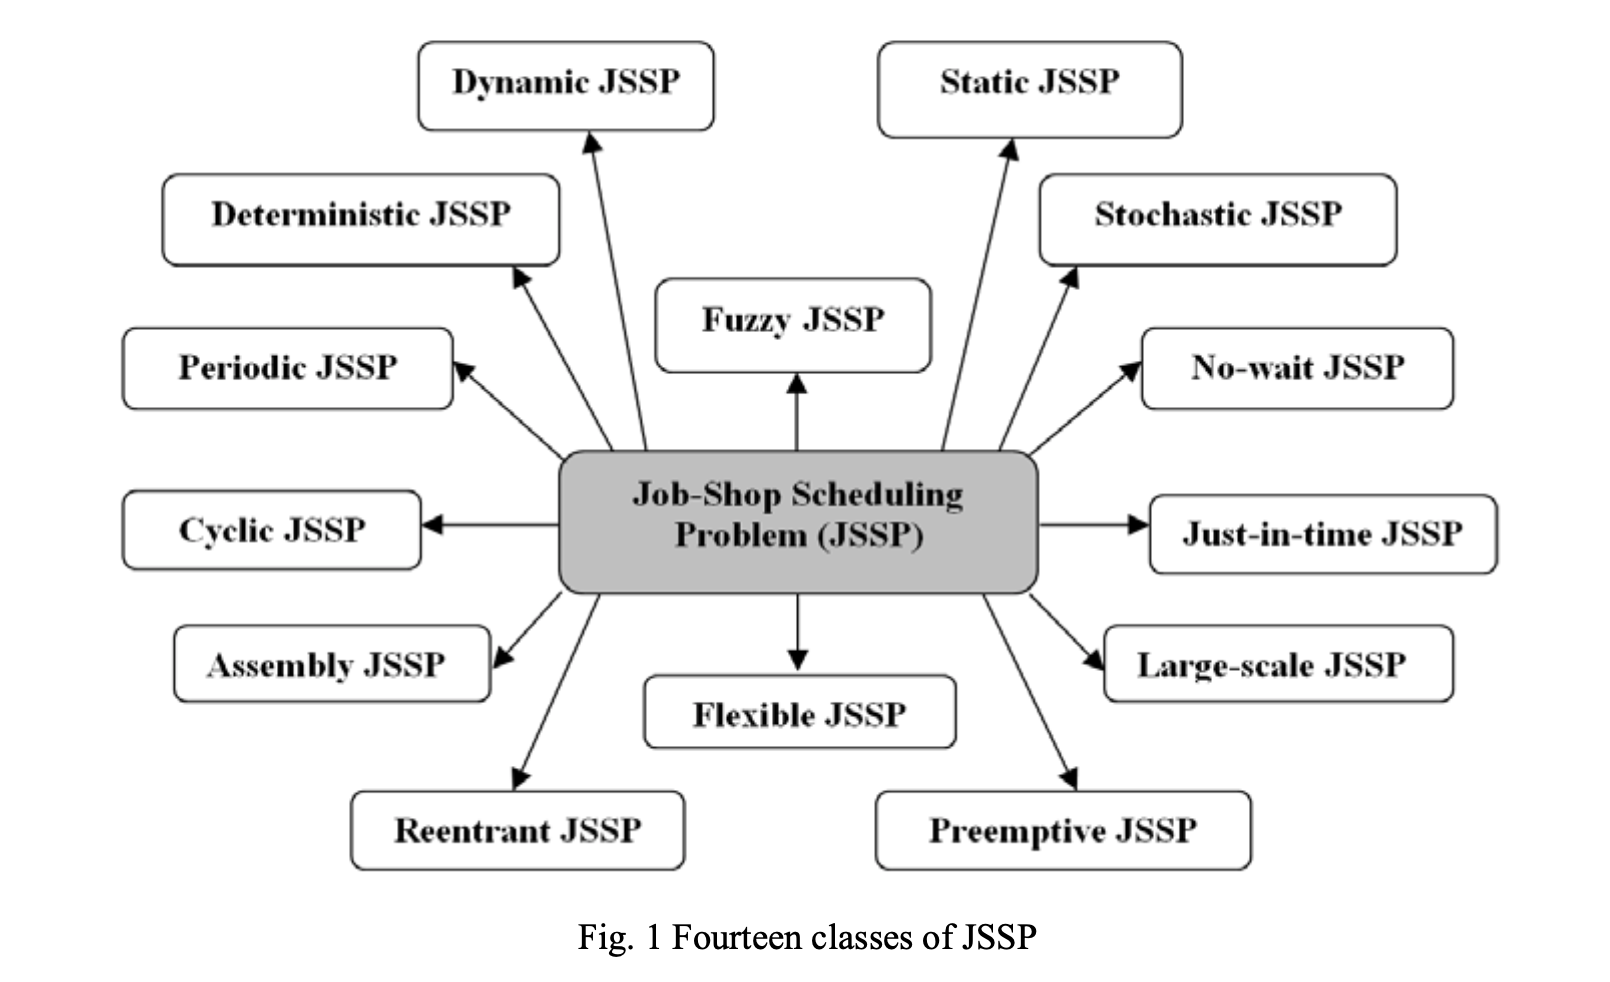 Dynamic JSSP
Static JSSP
Deterministic JSSP
Stochastic JSSP
Fuzzy JSSP
Periodic JSSP
No-wait JSSP
Job-Shop Scheduling
Problem (JSSP)
Cyclic JSSP
Just-in-time JSSP
Assembly JSSP
Large-scale JSSP
Flexible JSSP
Reentrant JSSP
Preemptive JSSP
Fig. 1 Fourteen classes of JSSP